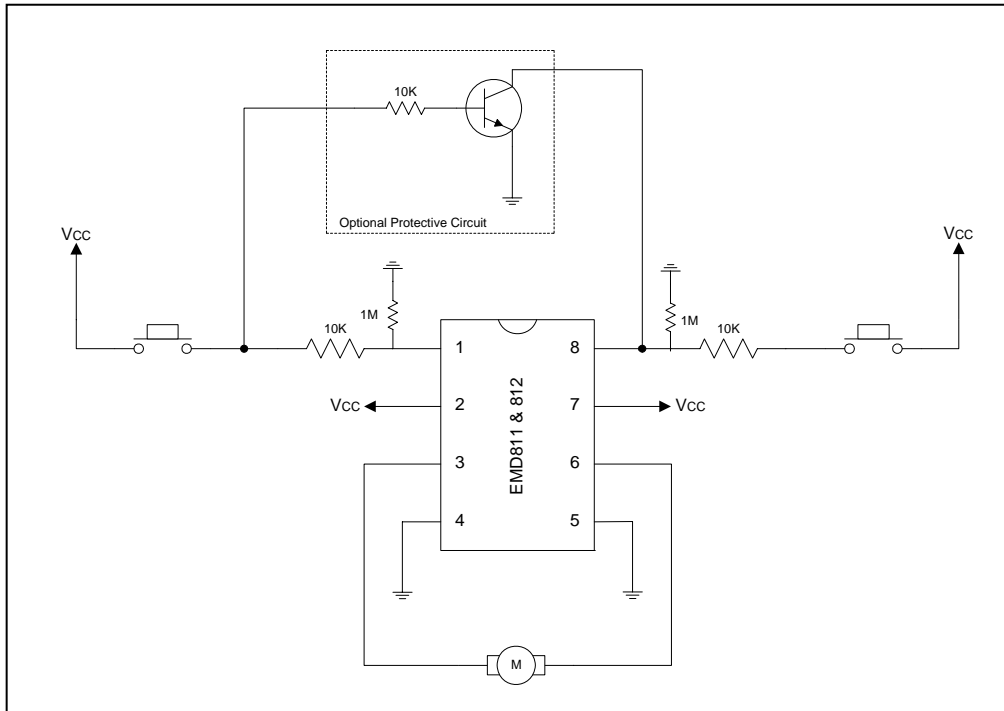 10K
Optional Protective Circuit
VCC
VCC
1M
10K
1M
10K
1
8
VCC
2
7
VCC
EMD811 & 812
3
6
4
5
M